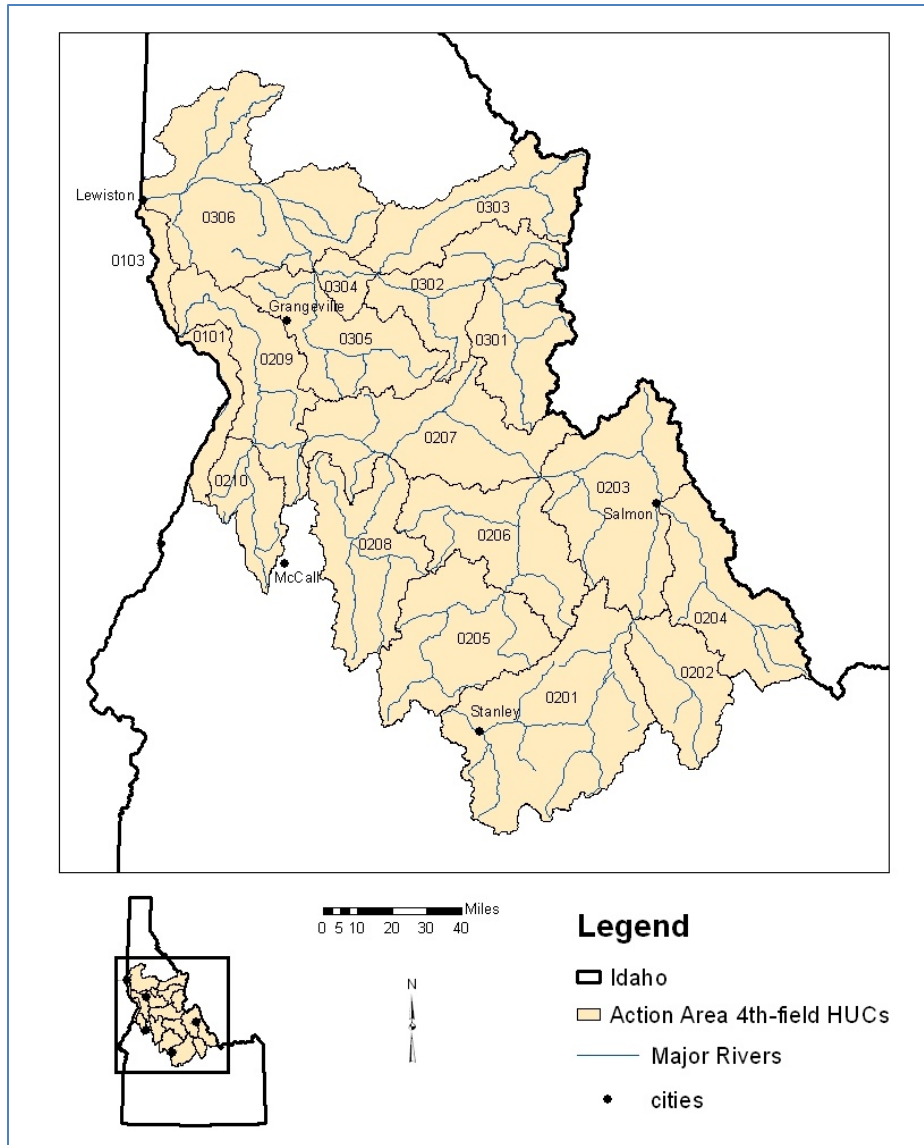 Lewiston
0306
0303
0103
0304
0302
Grangeville
0101
0209
0305
0301
0207
0210
0203
Salmon
0208
0206
McCall
0205
0204
0202
Stanley
0201
Miles
0 5 10 20 30 40
N
Legend
Idaho
Action Area 4th-field HUCs
Major Rivers
cities